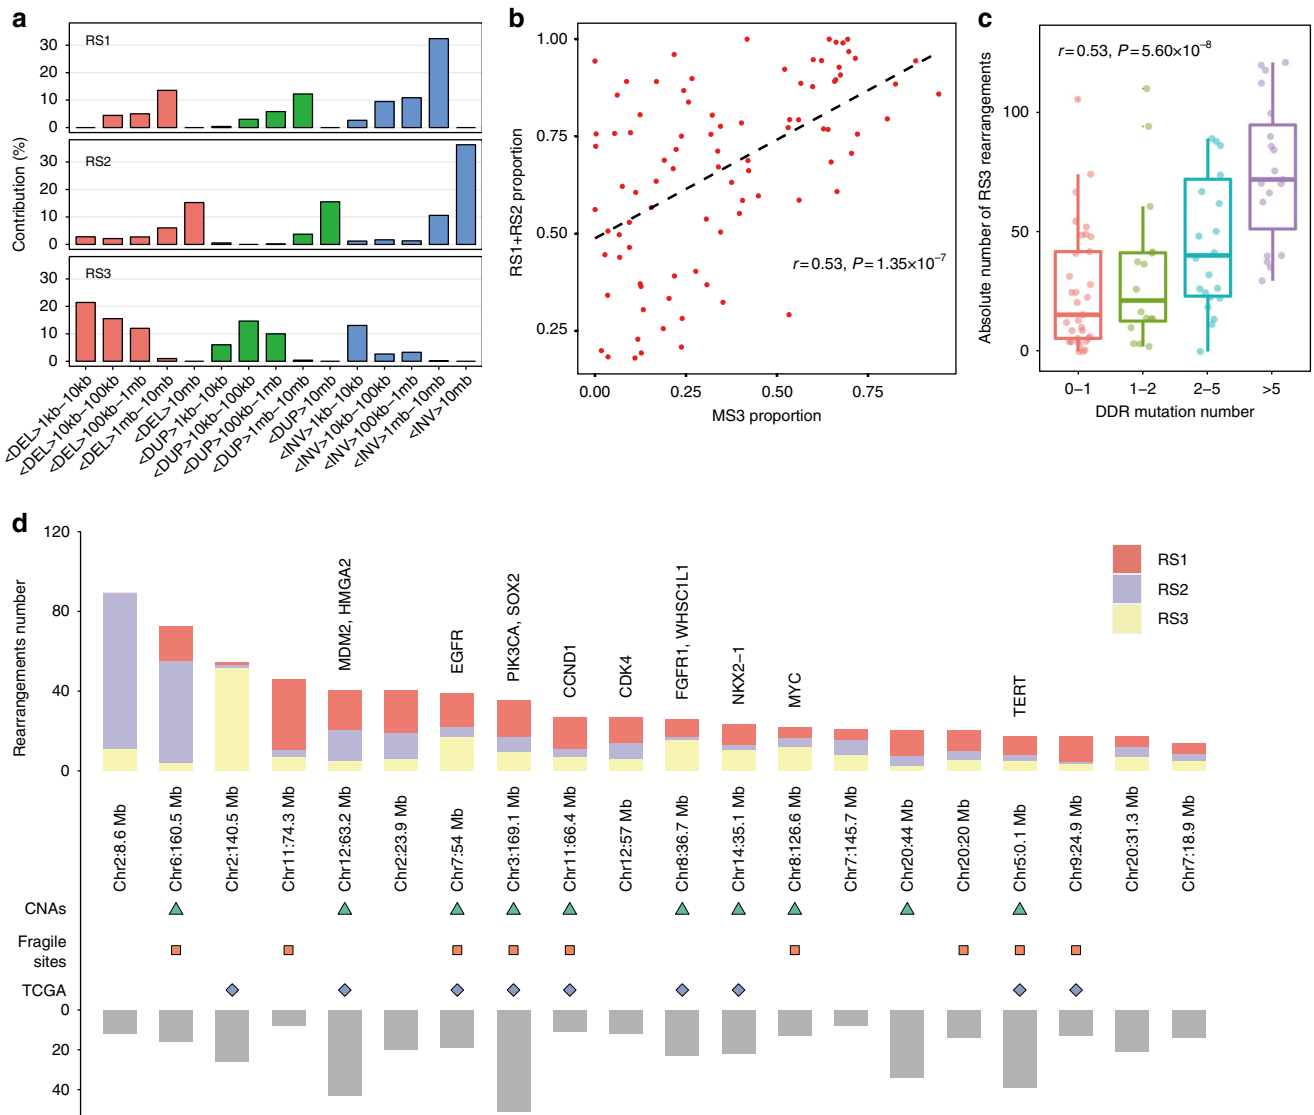 a
RS1
30
20
10
0
RS2
30
20
10
0
RS3
30
20
10
0
Contribution (%)
<DEL>1kb–10kb
<DEL>10kb–100kb
<DEL>100kb–1mb
<DEL>1mb–10mb
<DEL>10mb
<DUP>1kb–10kb
<DUP>10kb–100kb
<DUP>100kb–1mb
<DUP>1mb–10mb
<DUP>10mb
<INV>1kb–10kb
<INV>10kb–100kb
<INV>100kb–1mb
<INV>1mb–10mb
<INV>10mb
b
1.00
0.75
0.50
0.25
RS1+RS2 proportion
r = 0.53, P = 1.35×10⁻⁷
0.00
0.25
0.50
0.75
MS3 proportion
c
r = 0.53, P = 5.60×10⁻⁸
100
50
0
Absolute number of RS3 rearrangements
0–1
1–2
2–5
>5
DDR mutation number
d
120
80
40
0
Rearrangements number
RS1
RS2
RS3
MDM2, HMGA2
EGFR
PIK3CA, SOX2
CCND1
CDK4
FGFR1, WHSC1L1
NKX2–1
MYC
TERT
Chr2:8.6 Mb
Chr6:160.5 Mb
Chr2:140.5 Mb
Chr11:74.3 Mb
Chr12:63.2 Mb
Chr2:23.9 Mb
Chr7:54 Mb
Chr3:169.1 Mb
Chr11:66.4 Mb
Chr12:57 Mb
Chr8:36.7 Mb
Chr14:35.1 Mb
Chr8:126.6 Mb
Chr7:145.7 Mb
Chr20:44 Mb
Chr20:20 Mb
Chr5:0.1 Mb
Chr9:24.9 Mb
Chr20:31.3 Mb
Chr7:18.9 Mb
CNAs
Fragile
sites
TCGA
0
20
40